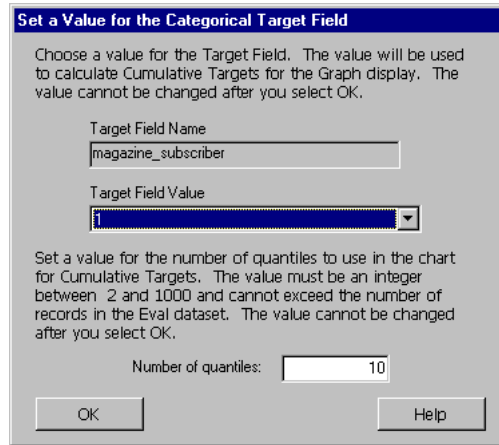 Set a Value for the Categorical Target Field
Choose a value for the Target Field. The value will be used
to calculate Cumulative Targets for the Graph display. The
value cannot be changed after you select OK.
Target Field Name
magazine_subscriber
Target Field Value
1
Set a value for the number of quantiles to use in the chart
for Cumulative Targets. The value must be an integer
between 2 and 1000 and cannot exceed the number of
records in the Eval dataset. The value cannot be changed
after you select OK.
Number of quantiles: 10
OK Help